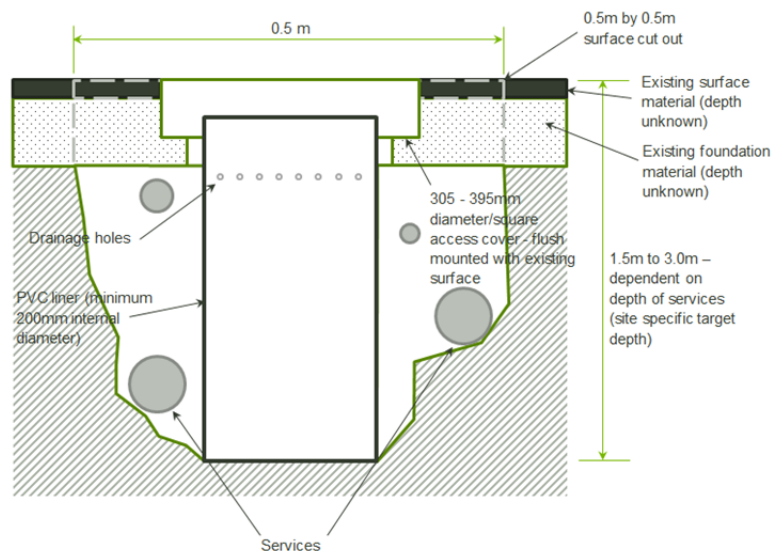 0.5 m
0.5m by 0.5m
surface cut out
Existing surface
material (depth
unknown)
Existing foundation
material (depth
unknown)
305 - 395mm
diameter/square
access cover - flush
mounted with existing
surface
Drainage holes
1.5m to 3.0m –
dependent on
depth of services
(site specific target
depth)
PVC liner (minimum
200mm internal
diameter)
Services